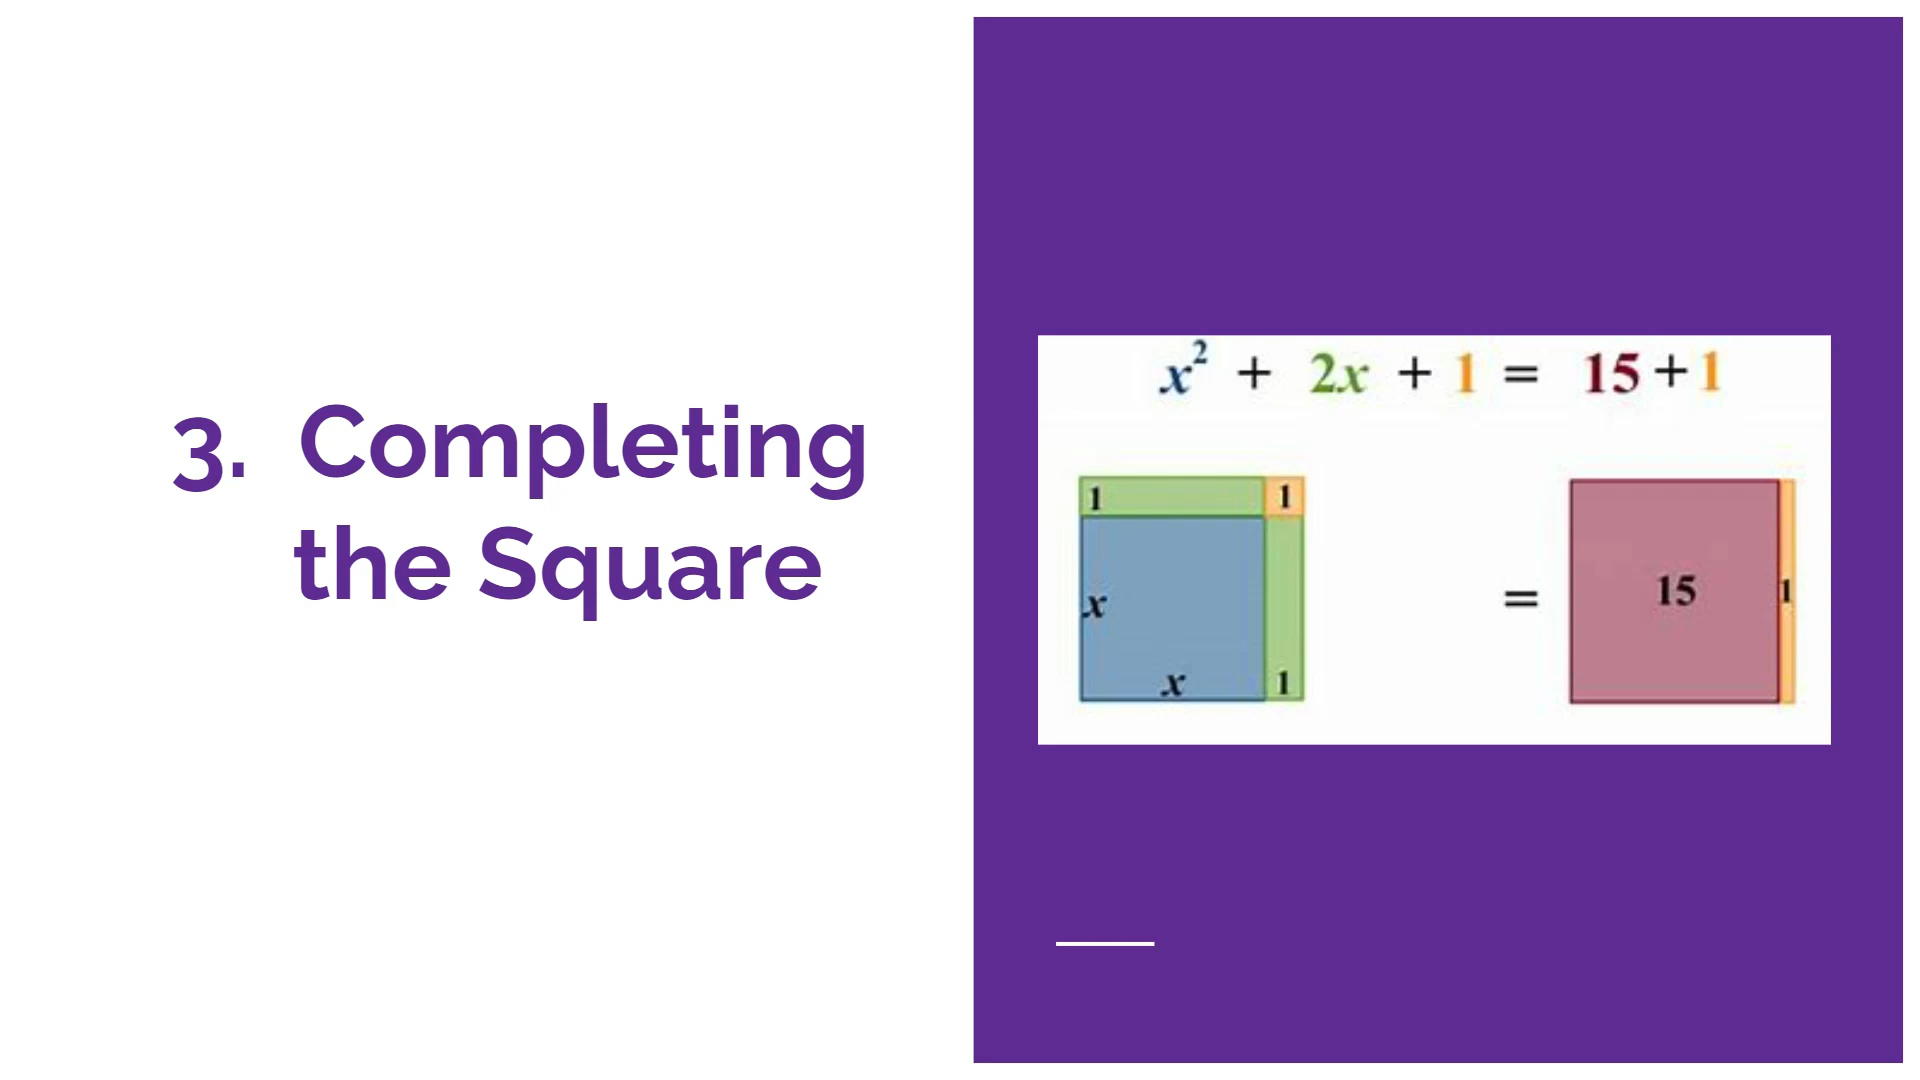 3. Completing
the Square
x² + 2x + 1 = 15 + 1
1 1
x
x 1
= 15 1